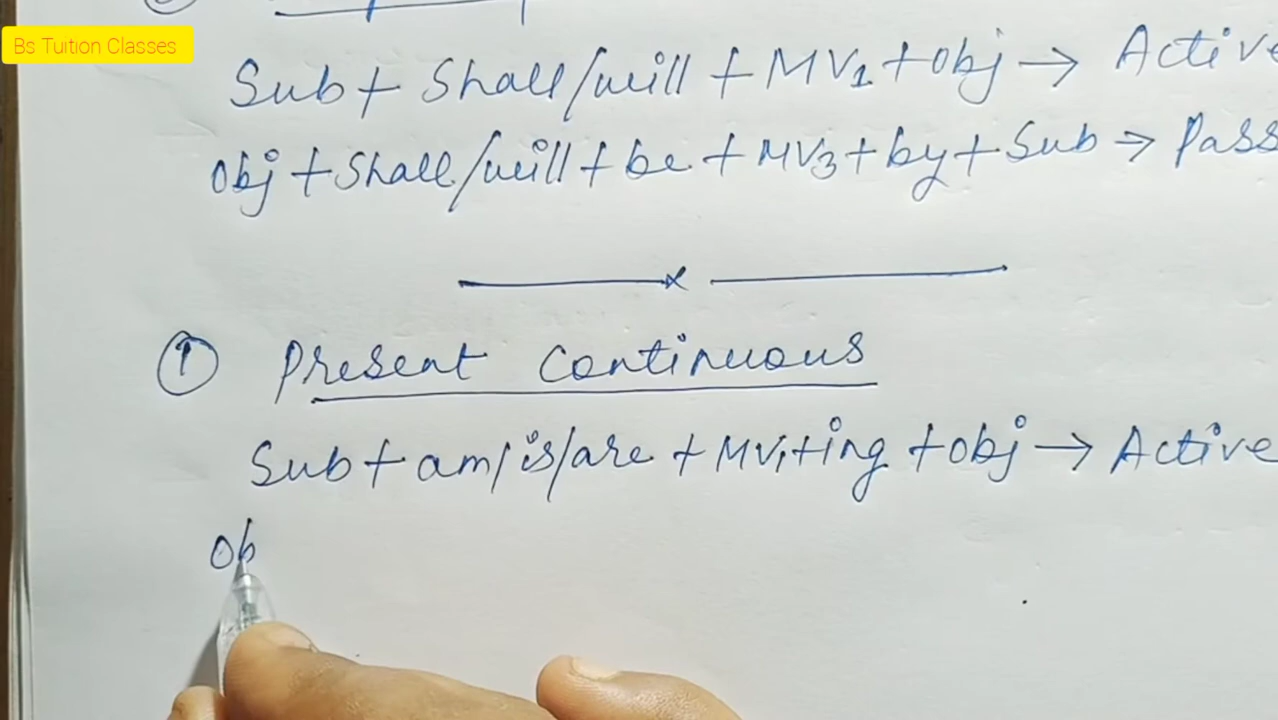 Bs Tuition Classes
Sub + Shall/will + MV1 + Obj → Active
Obj + Shall/will + be + MV3 + by + Sub → Pass
x
① Present Continuous
Sub + am/is/are + MV1+ing + Obj → Active
Ob